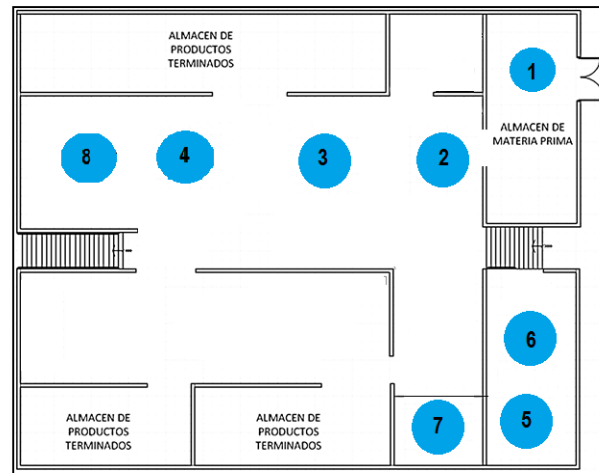 ALMACEN DE
PRODUCTOS
TERMINADOS
1
ALMACEN DE
MATERIA PRIMA
8
4
3
2
6
5
7
ALMACEN DE
PRODUCTOS
TERMINADOS
ALMACEN DE
PRODUCTOS
TERMINADOS